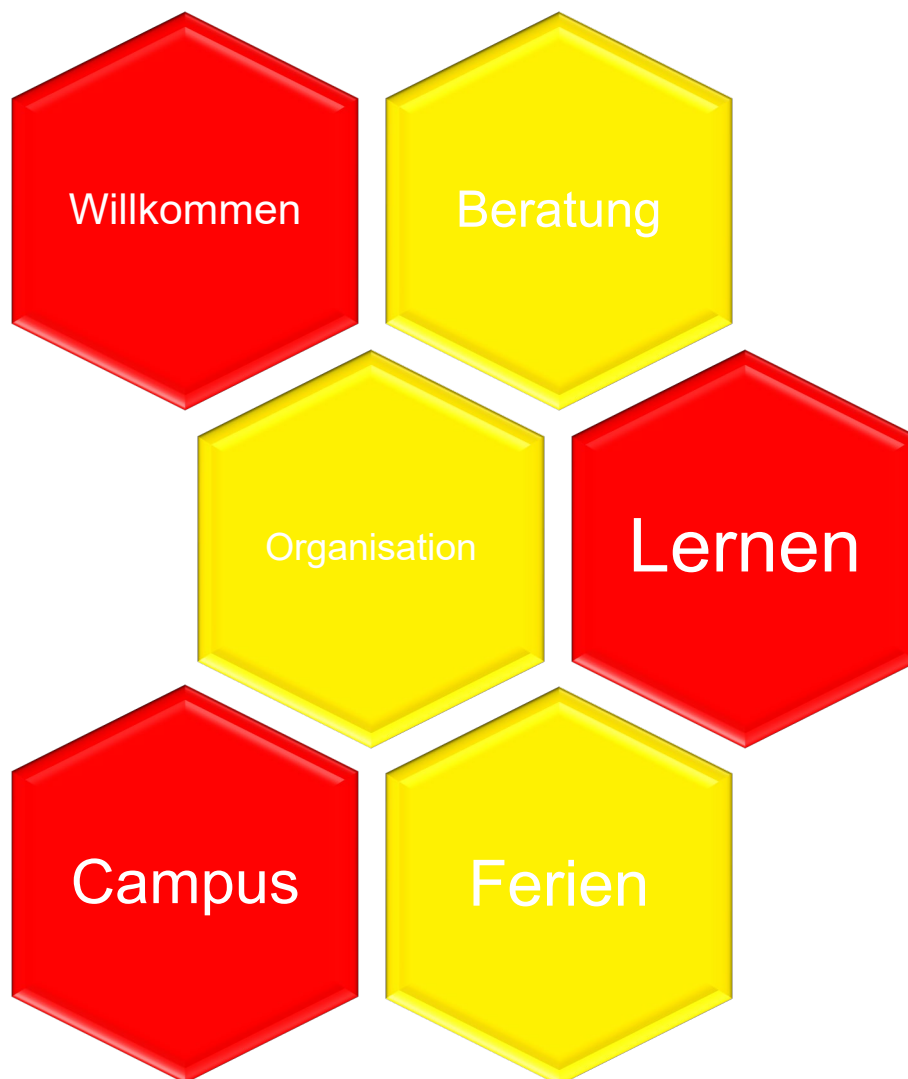 Willkommen
Beratung
Organisation
Lernen
Campus
Ferien